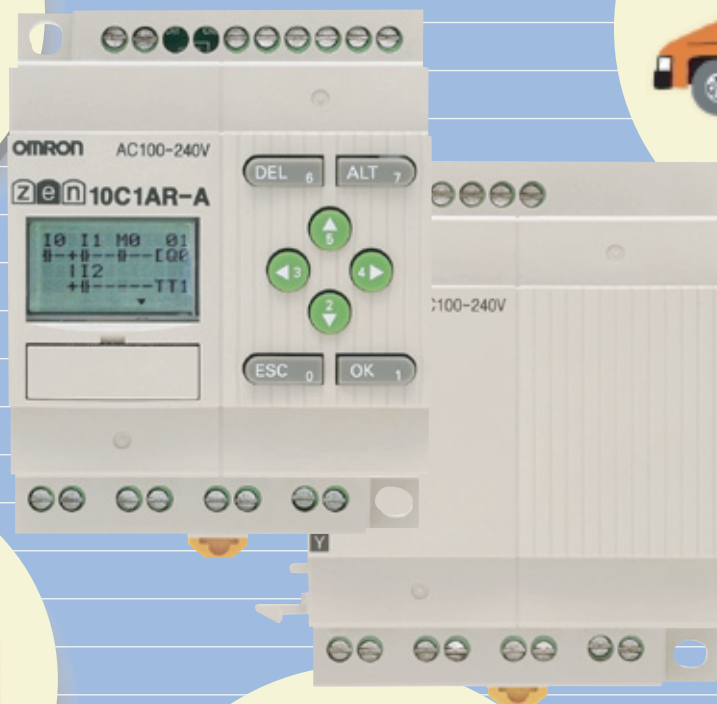 OMRON AC100-240V
zen 10C1AR-A
DEL 6 ALT 7
5
3 4
2
ESC 0 OK 1
I0 I1 M0 01
[Q0
I2
TT1
C100-240V
Y